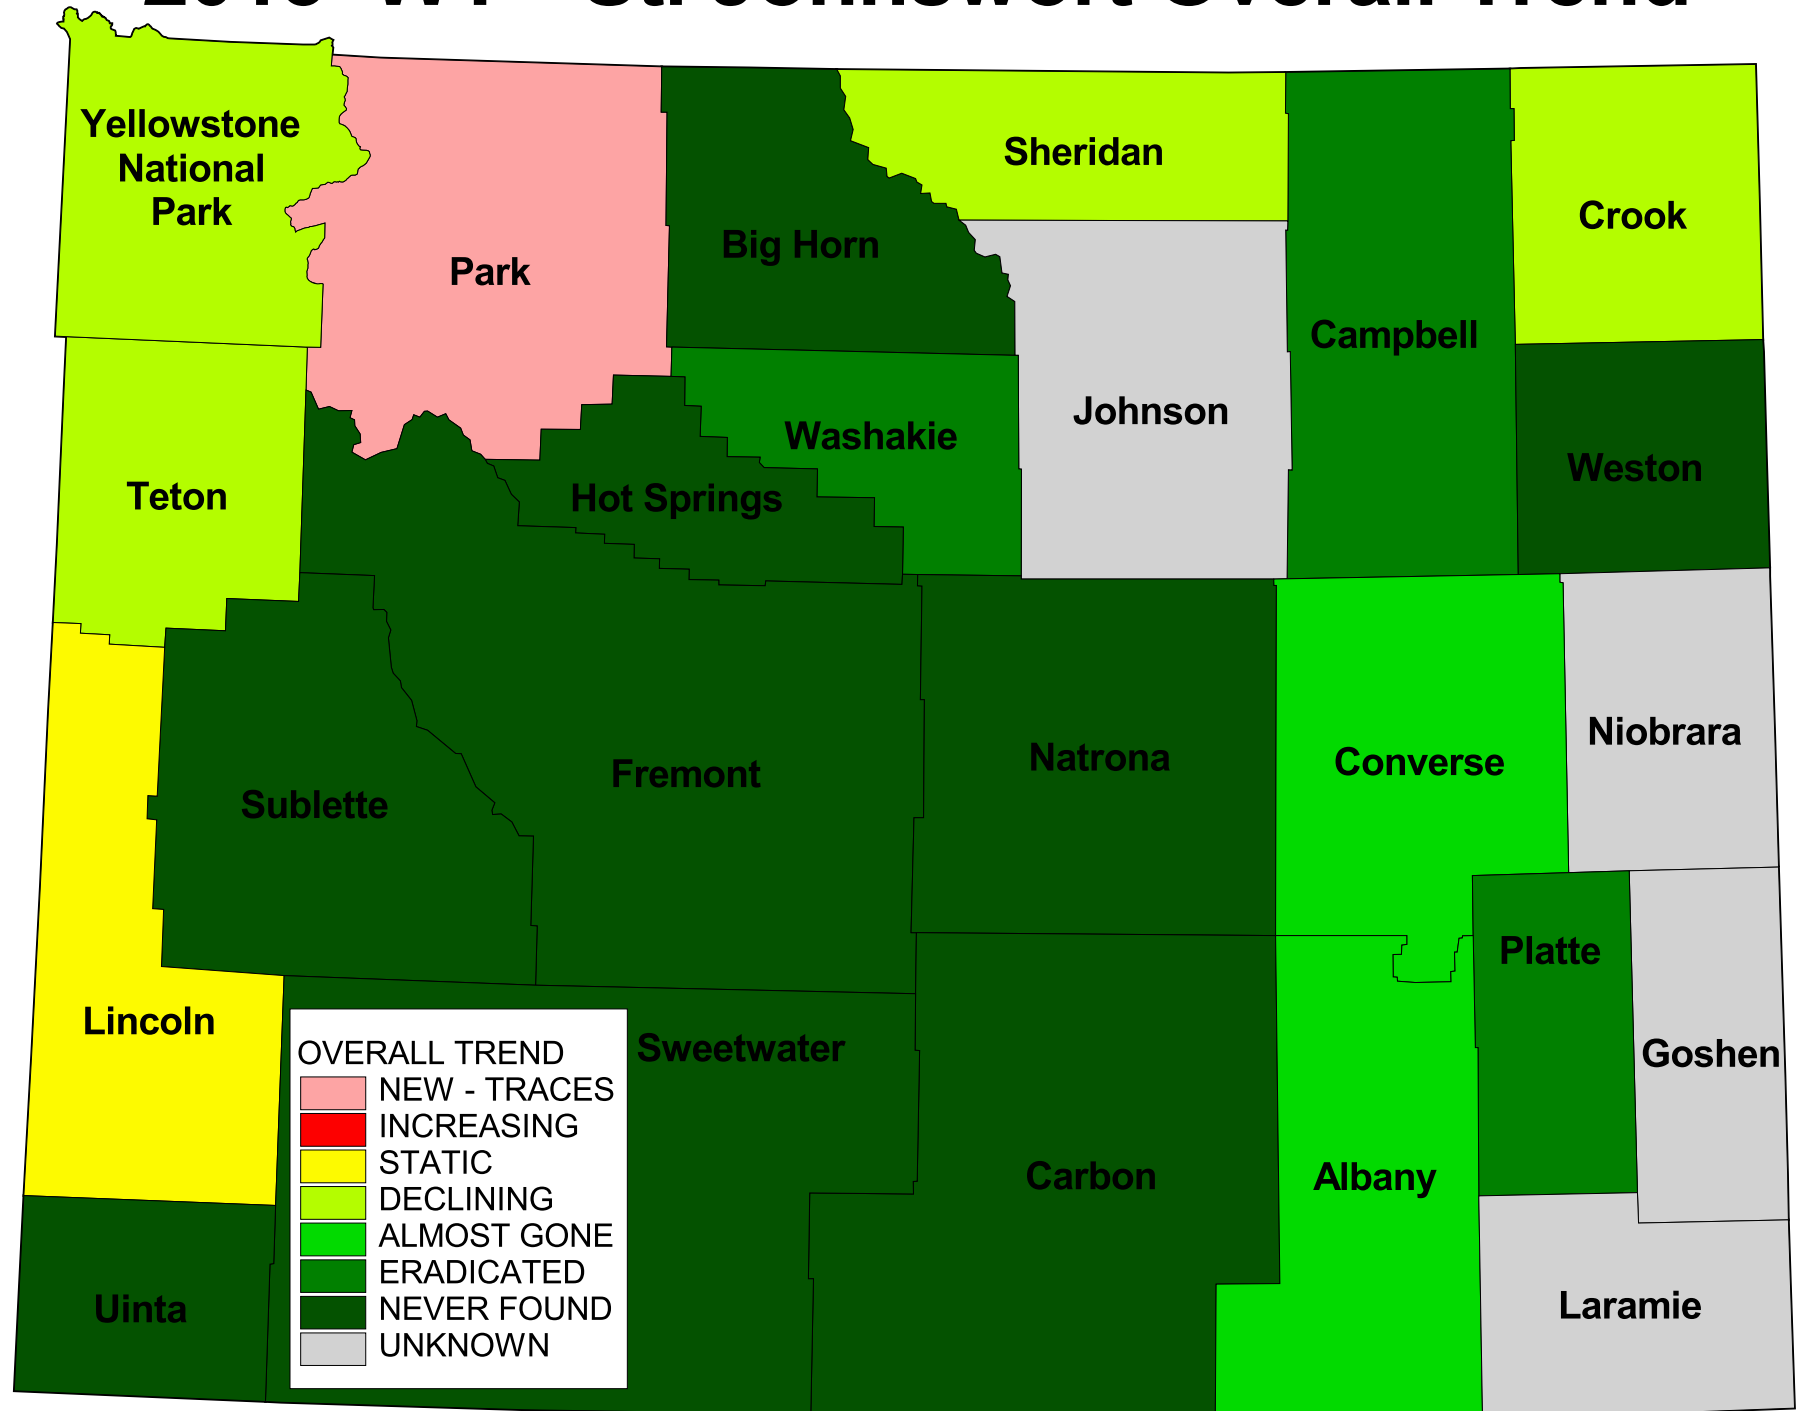 Yellowstone
National
Park
Park
Big Horn
Sheridan
Crook
Campbell
Johnson
Washakie
Weston
Teton
Hot Springs
Niobrara
Natrona
Converse
Fremont
Sublette
Platte
Lincoln
Sweetwater
Goshen
Carbon
Albany
Uinta
Laramie
OVERALL TREND
NEW - TRACES
INCREASING
STATIC
DECLINING
ALMOST GONE
ERADICATED
NEVER FOUND
UNKNOWN